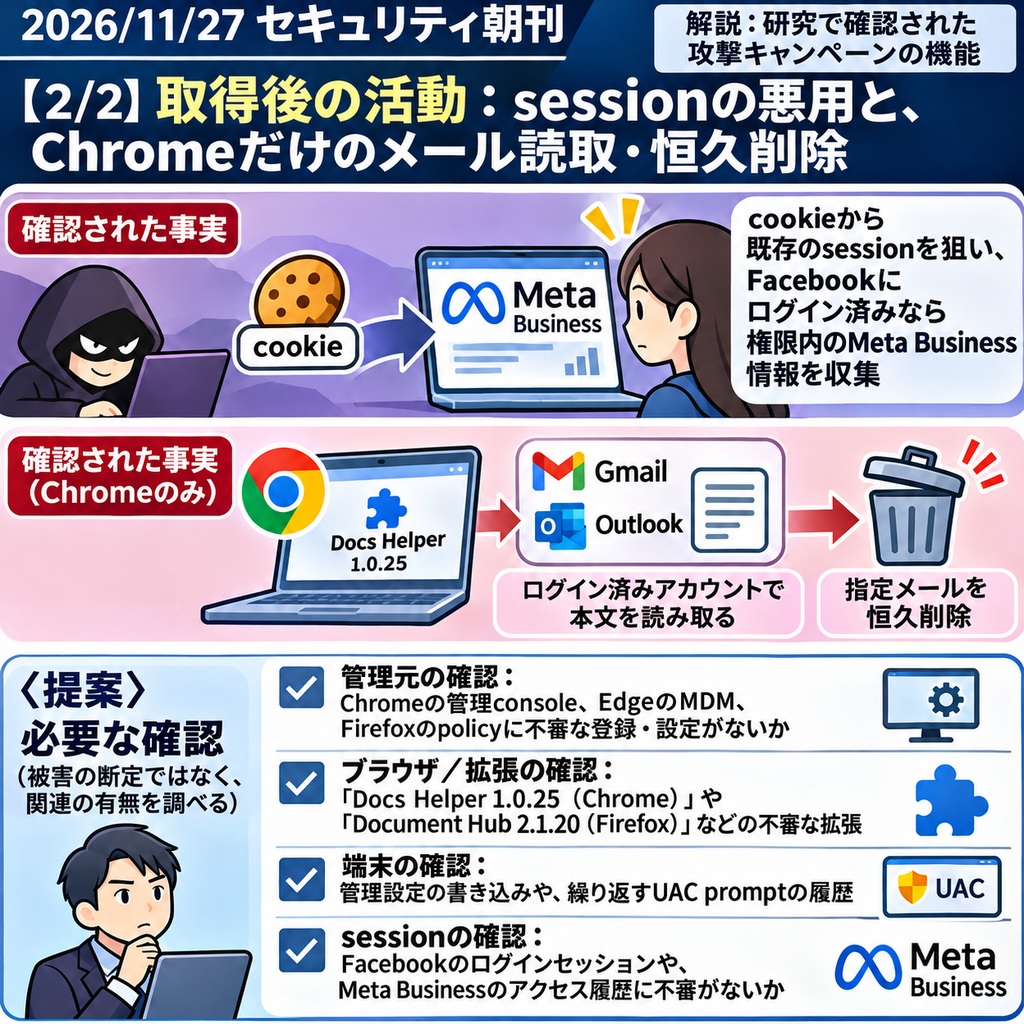 2026/11/27 セキュリティ朝刊
解説：研究で確認された
攻撃キャンペーンの機能
【2/2】取得後の活動：sessionの悪用と、
Chromeだけのメール読取・恒久削除
確認された事実
cookie
Meta
Business
cookieから
既存のsessionを狙い、
Facebookに
ログイン済みなら
権限内のMeta Business
情報を収集
確認された事実
（Chromeのみ）
Docs Helper
1.0.25
Gmail
Outlook
ログイン済みアカウントで
本文を読み取る
指定メールを
恒久削除
〈提案〉
必要な確認
（被害の断定ではなく、
関連の有無を調べる）
管理元の確認：
Chromeの管理console、EdgeのMDM、
Firefoxのpolicyに不審な登録・設定がないか
ブラウザ／拡張の確認：
「Docs Helper 1.0.25（Chrome）」や
「Document Hub 2.1.20（Firefox）」などの不審な拡張
端末の確認：
管理設定の書き込みや、繰り返すUAC promptの履歴
UAC
sessionの確認：
Facebookのログインセッションや、
Meta Businessのアクセス履歴に不審がないか
Meta
Business